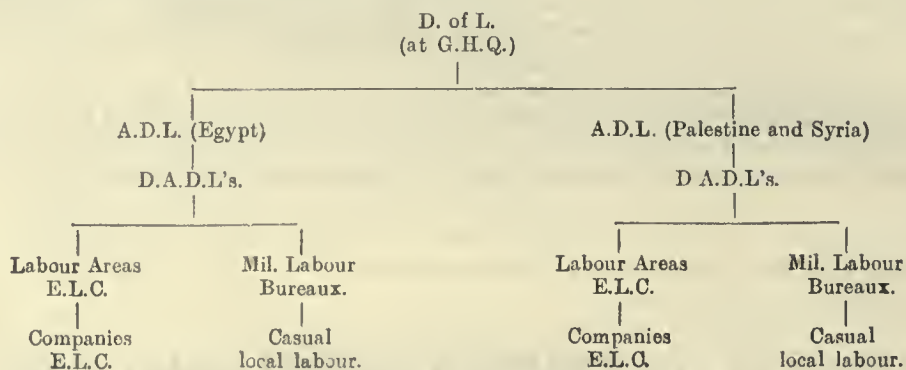 D. of L.
(at G.H.Q.)
A.D.L. (Egypt)
A.D.L. (Palestine and Syria)
D.A.D.L's.
D A.D.L's.
Labour Areas
E.L.C.
Mil. Labour
Bureaux.
Labour Areas
E.L.C.
Mil. Labour
Bureaux.
Companies
E.L.C.
Casual
local labour.
Companies
E.L.C.
Casual
local labour.